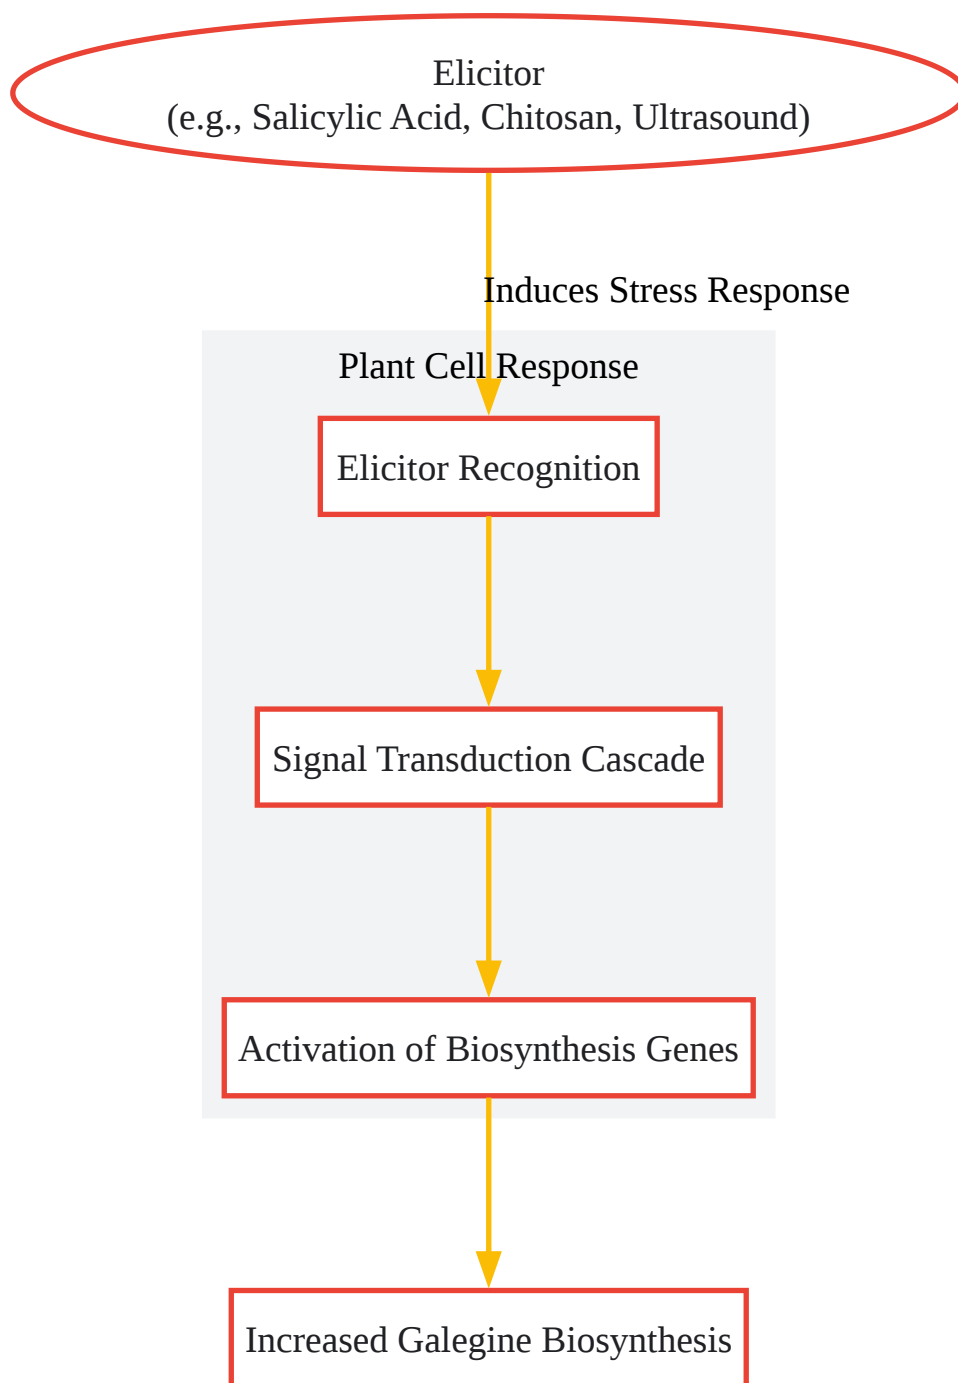 Elicitor
(e.g., Salicylic Acid, Chitosan, Ultrasound)
Induces Stress Response
Plant Cell Response
Elicitor Recognition
Signal Transduction Cascade
Activation of Biosynthesis Genes
Increased Galegine Biosynthesis